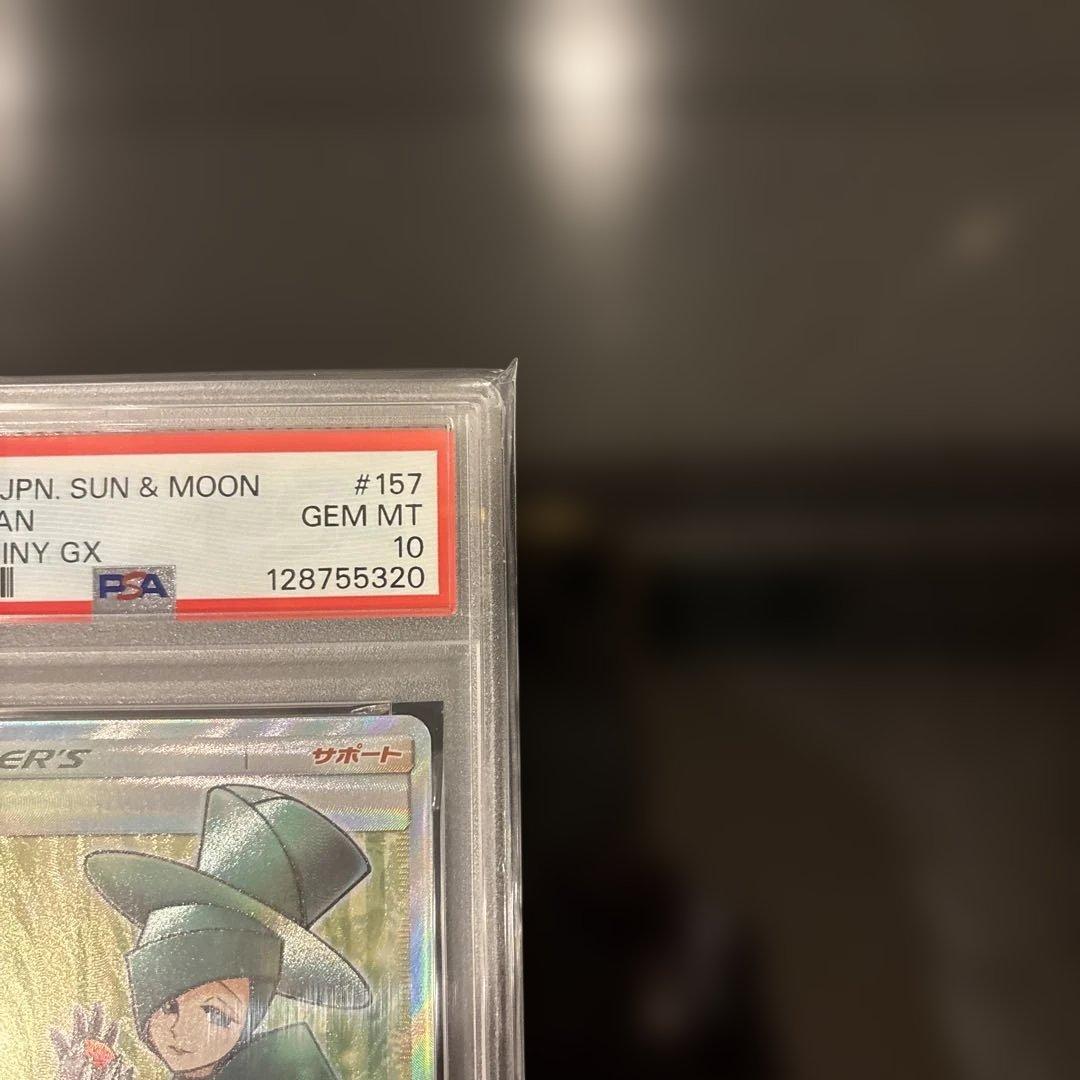 JPN. SUN & MOON #157
AN GEM MT
INY GX 10
PSA 128755320
ER'S サポート